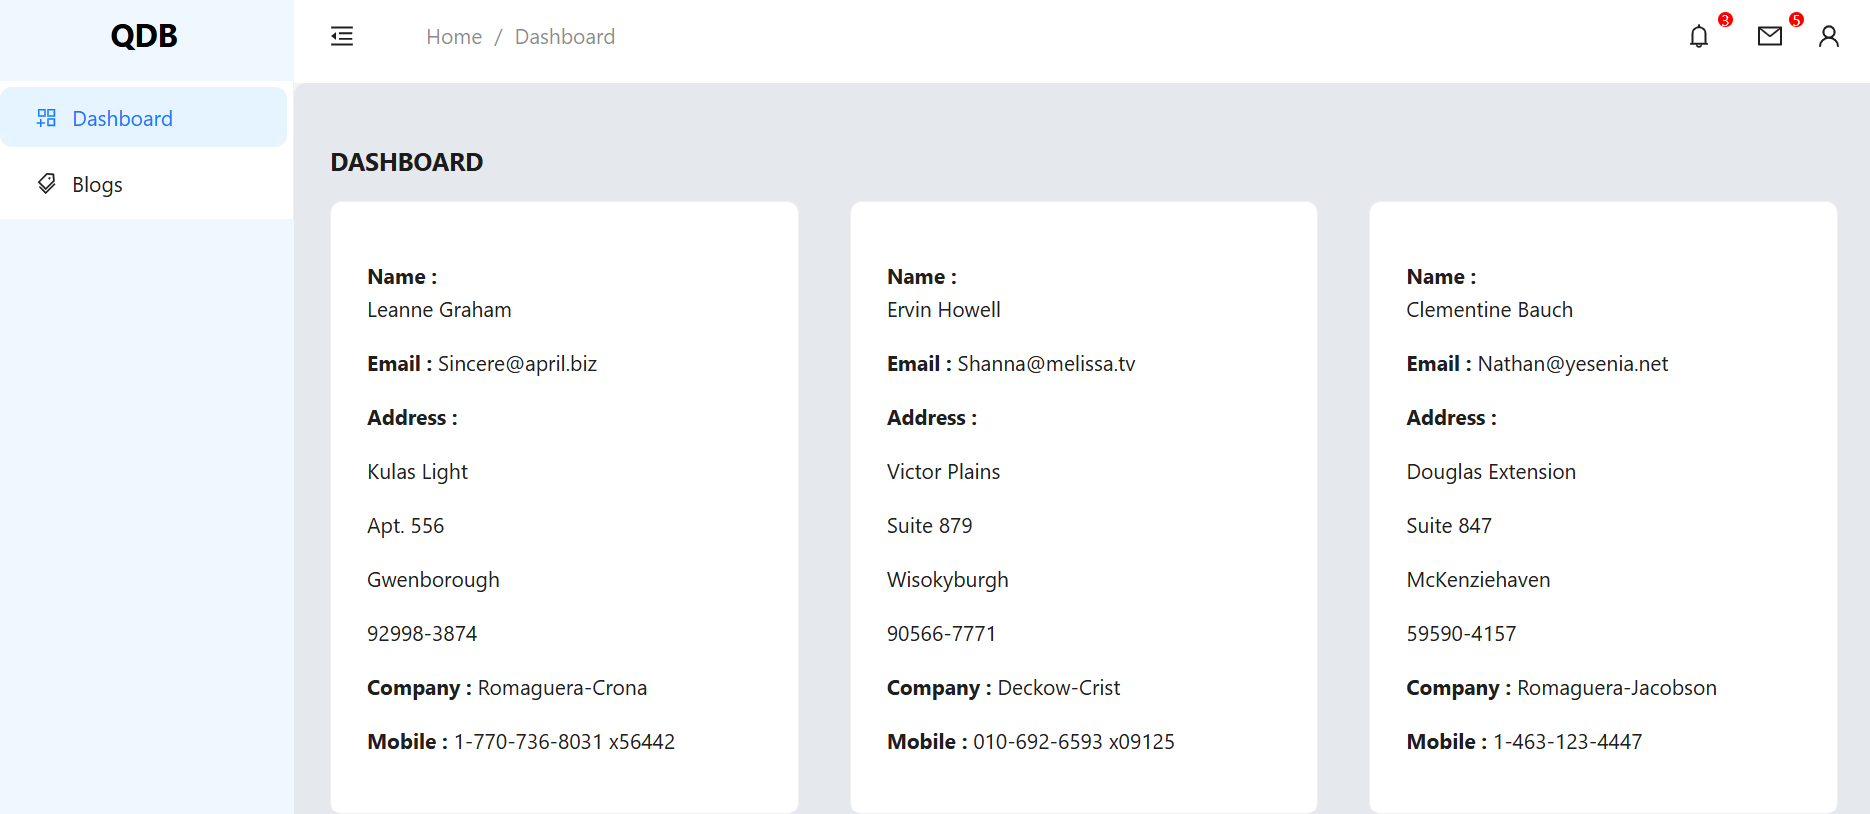 QDB
Home / Dashboard
3
5
Dashboard
Blogs
DASHBOARD
Name :
Leanne Graham
Email : Sincere@april.biz
Address :
Kulas Light
Apt. 556
Gwenborough
92998-3874
Company : Romaguera-Crona
Mobile : 1-770-736-8031 x56442
Name :
Ervin Howell
Email : Shanna@melissa.tv
Address :
Victor Plains
Suite 879
Wisokyburgh
90566-7771
Company : Deckow-Crist
Mobile : 010-692-6593 x09125
Name :
Clementine Bauch
Email : Nathan@yesenia.net
Address :
Douglas Extension
Suite 847
McKenziehaven
59590-4157
Company : Romaguera-Jacobson
Mobile : 1-463-123-4447